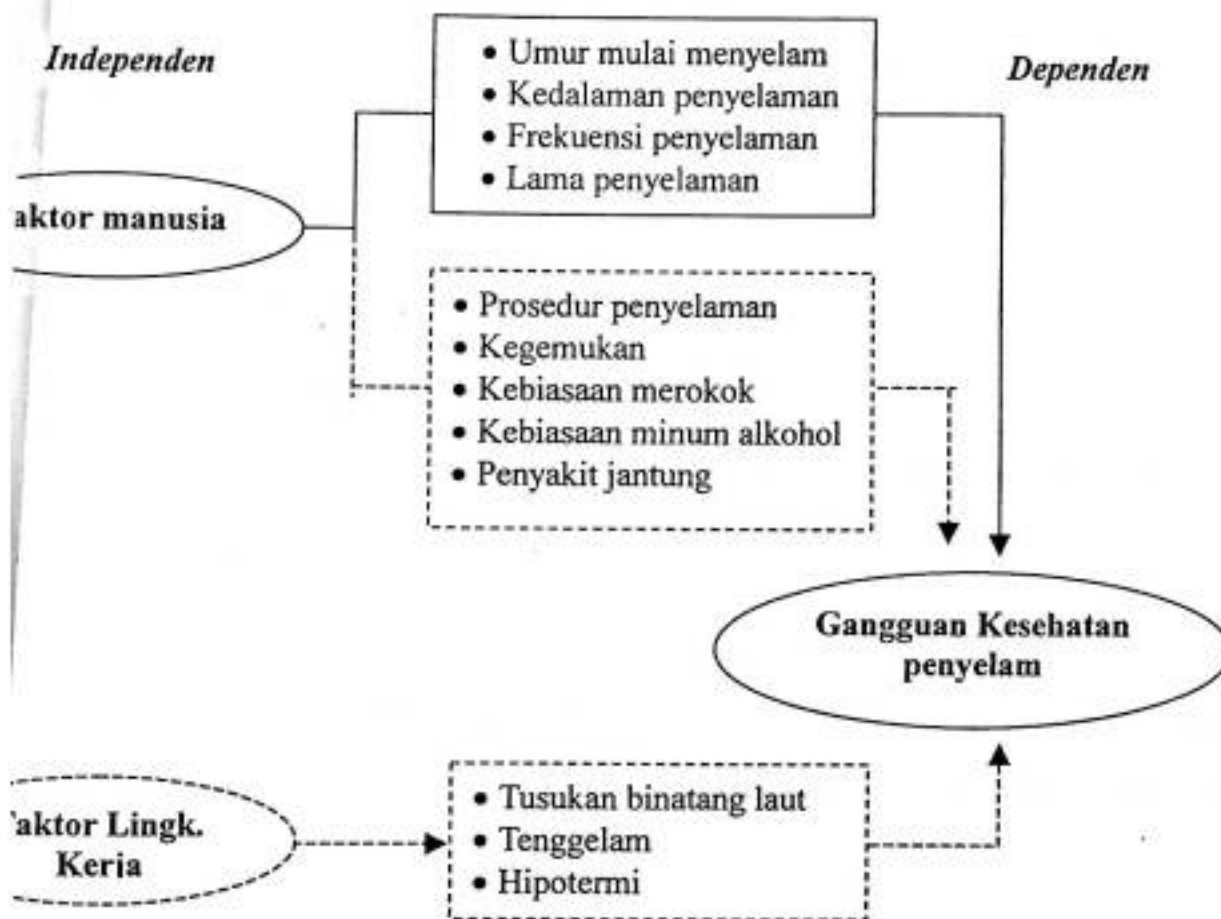 Independen
Dependen
• Umur mulai menyelam
• Kedalaman penyelaman
• Frekuensi penyelaman
• Lama penyelaman
aktor manusia
• Prosedur penyelaman
• Kegemukan
• Kebiasaan merokok
• Kebiasaan minum alkohol
• Penyakit jantung
Gangguan Kesehatan
penyelam
aktor Lingk.
Kerja
• Tusukan binatang laut
• Tenggelam
• Hipotermi